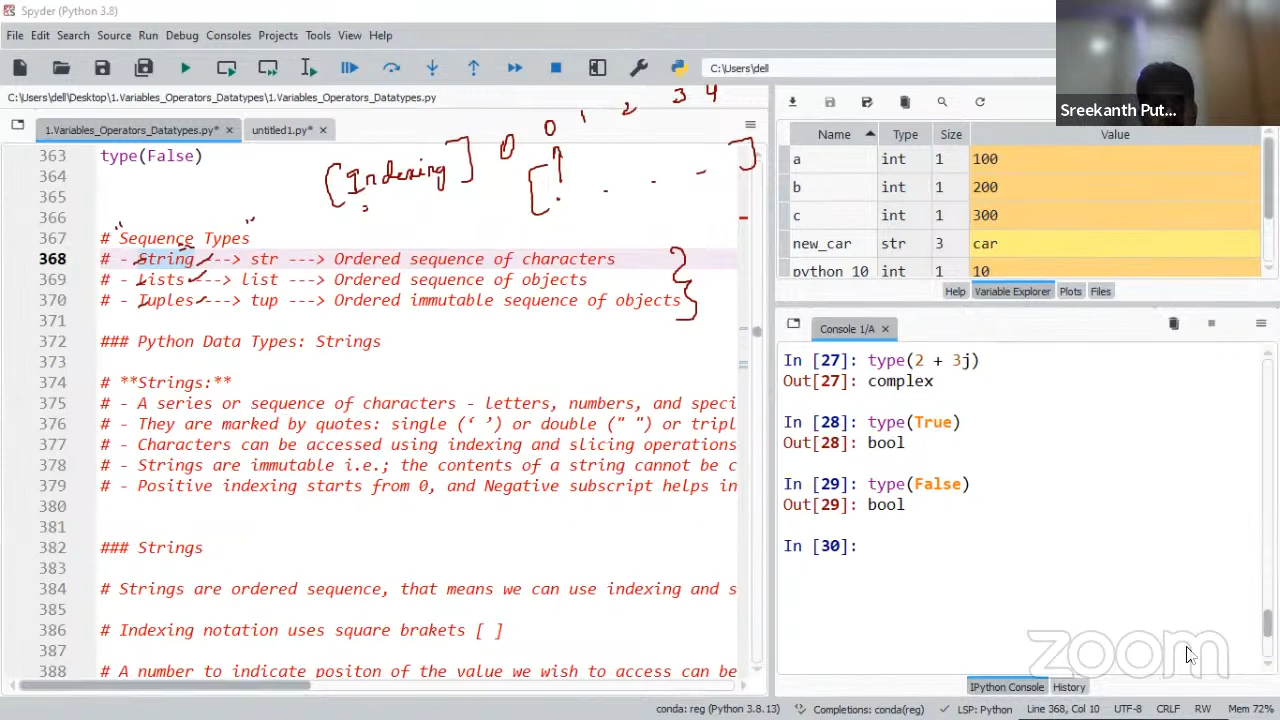 Spyder (Python 3.8)
File Edit Search Source Run Debug Consoles Projects Tools View Help
C:\Users\dell
Sreekanth Put...
C:\Users\dell\Desktop\1.Variables_Operators_Datatypes\1.Variables_Operators_Datatypes.py
1.Variables_Operators_Datatypes.py* untitled1.py*
0 0 1 2 3 4
[Indexing]
363 type(False)
364
365
366
367 # "Sequence Types"
368 # - String ---> str ---> Ordered sequence of characters
369 # - Lists ---> list ---> Ordered sequence of objects
370 # - Tuples ---> tup ---> Ordered immutable sequence of objects
371
372 ### Python Data Types: Strings
373
374 # **Strings:**
375 # - A series or sequence of characters - letters, numbers, and speci
376 # - They are marked by quotes: single (‘ ’) or double (" ") or tripl
377 # - Characters can be accessed using indexing and slicing operations
378 # - Strings are immutable i.e.; the contents of a string cannot be c
379 # - Positive indexing starts from 0, and Negative subscript helps in
380
381
382 ### Strings
383
384 # Strings are ordered sequence, that means we can use indexing and s
385
386 # Indexing notation uses square brakets [ ]
387
388 # A number to indicate positon of the value we wish to access can be
Name Type Size Value
a int 1 100
b int 1 200
c int 1 300
new_car str 3 car
python_10 int 1 10
Help Variable Explorer Plots Files
Console 1/A
In [27]: type(2 + 3j)
Out[27]: complex
In [28]: type(True)
Out[28]: bool
In [29]: type(False)
Out[29]: bool
In [30]:
zoom
IPython Console History
conda: reg (Python 3.8.13) Completions: conda(reg) LSP: Python Line 368, Col 10 UTF-8 CRLF RW Mem 72%